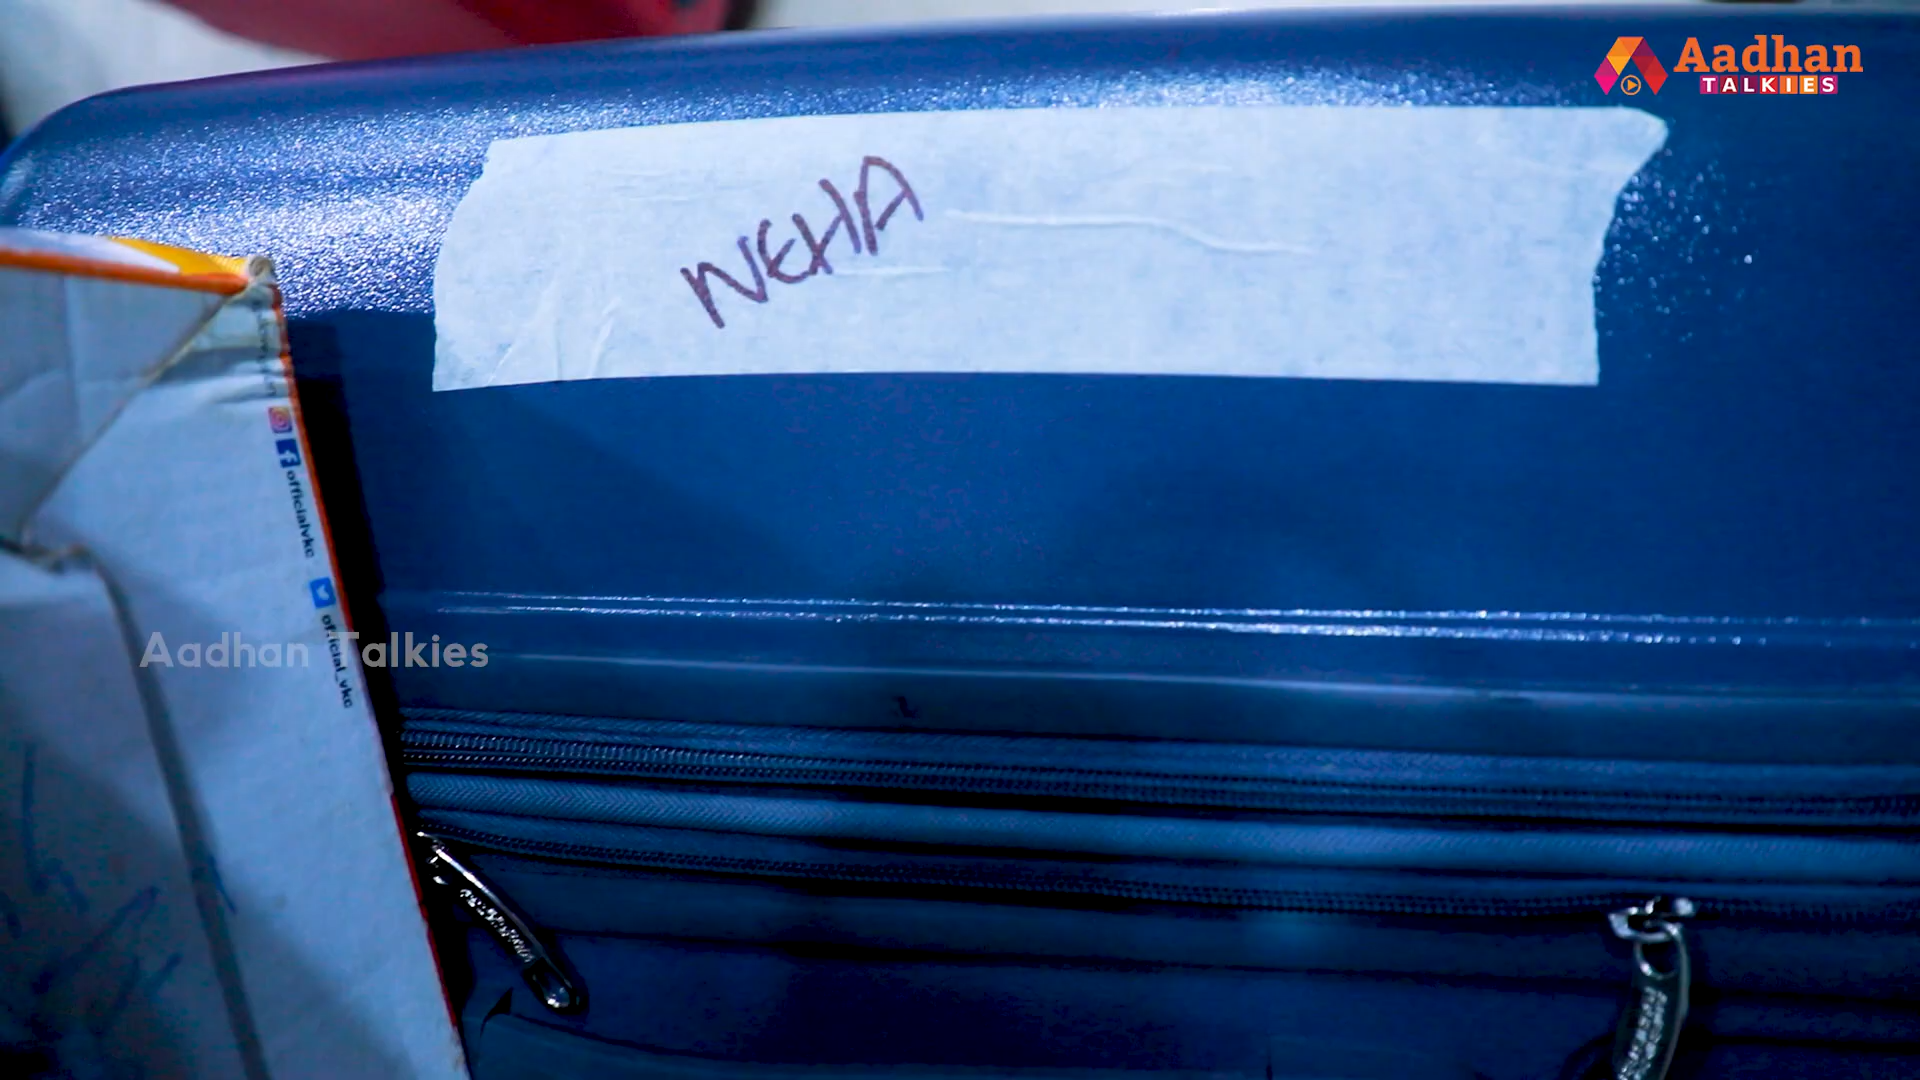 Aadhan
TALKIES
NEHA
officialvkc
official_vkc
Aadhan Talkies